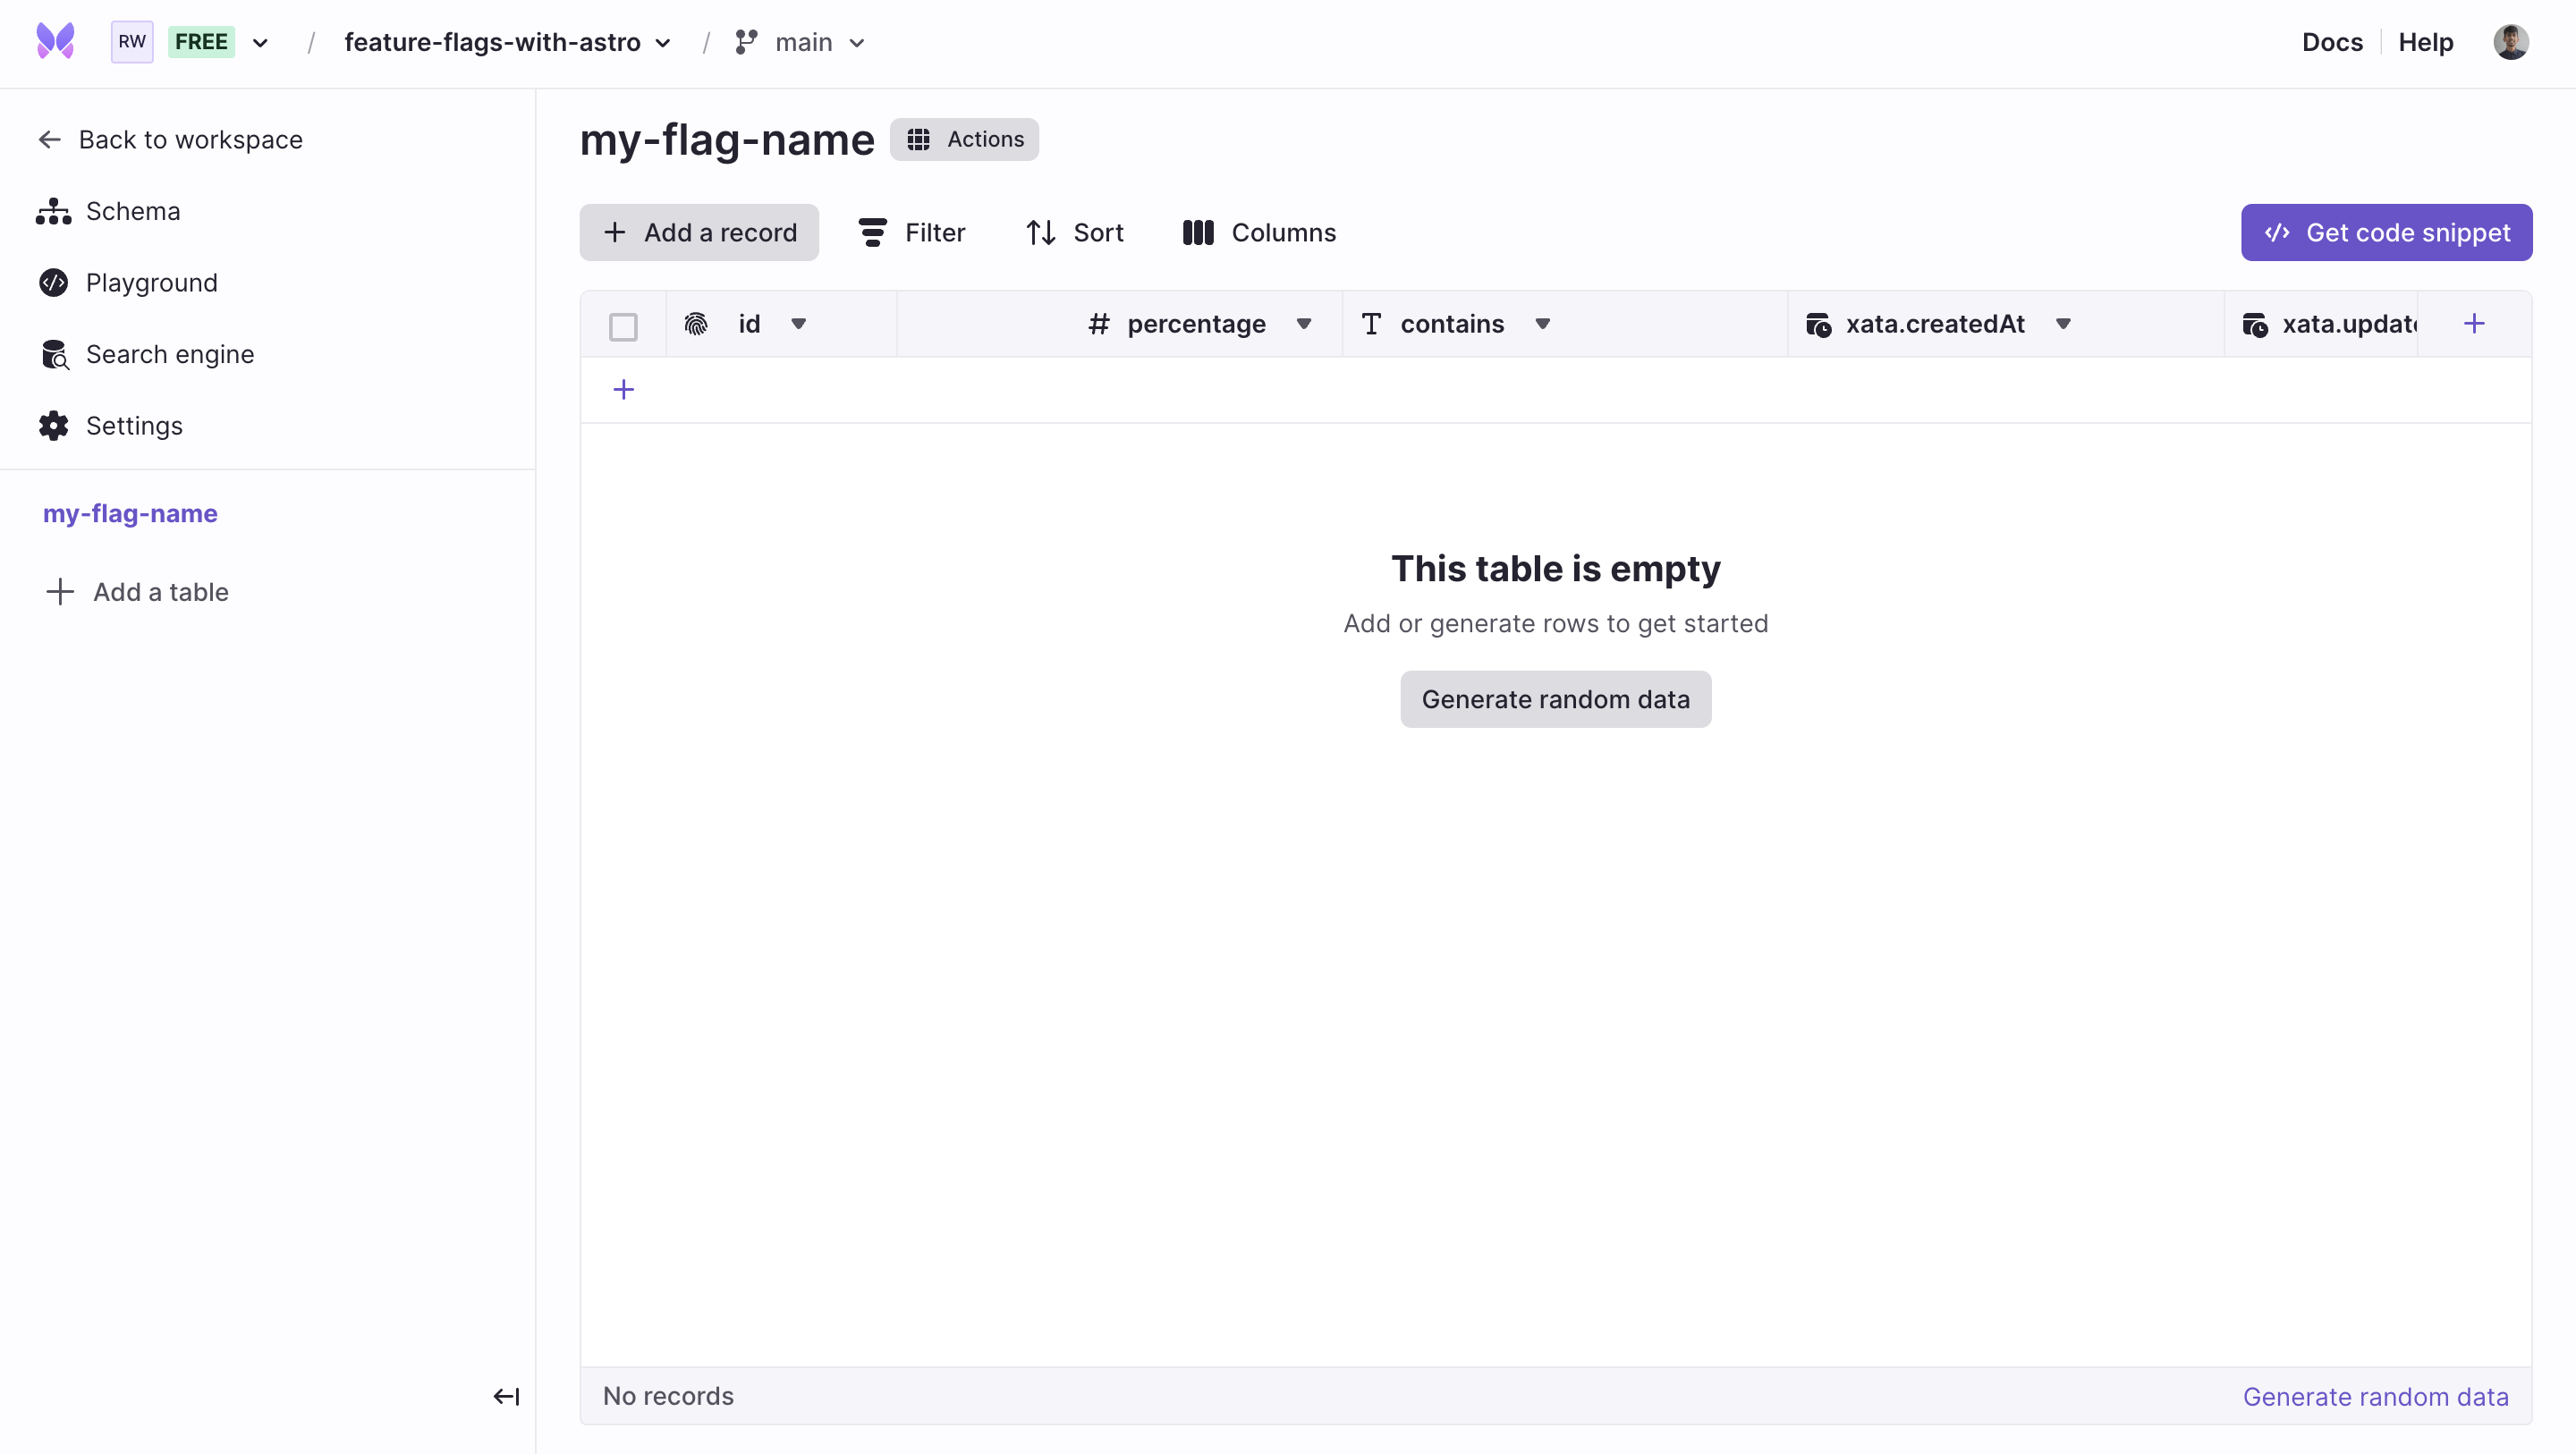 RW FREE / feature-flags-with-astro / main Docs Help
Back to workspace
Schema
Playground
Search engine
Settings
my-flag-name
Add a table
my-flag-name Actions
Add a record Filter Sort Columns Get code snippet
id percentage contains xata.createdAt xata.update
This table is empty
Add or generate rows to get started
Generate random data
No records Generate random data